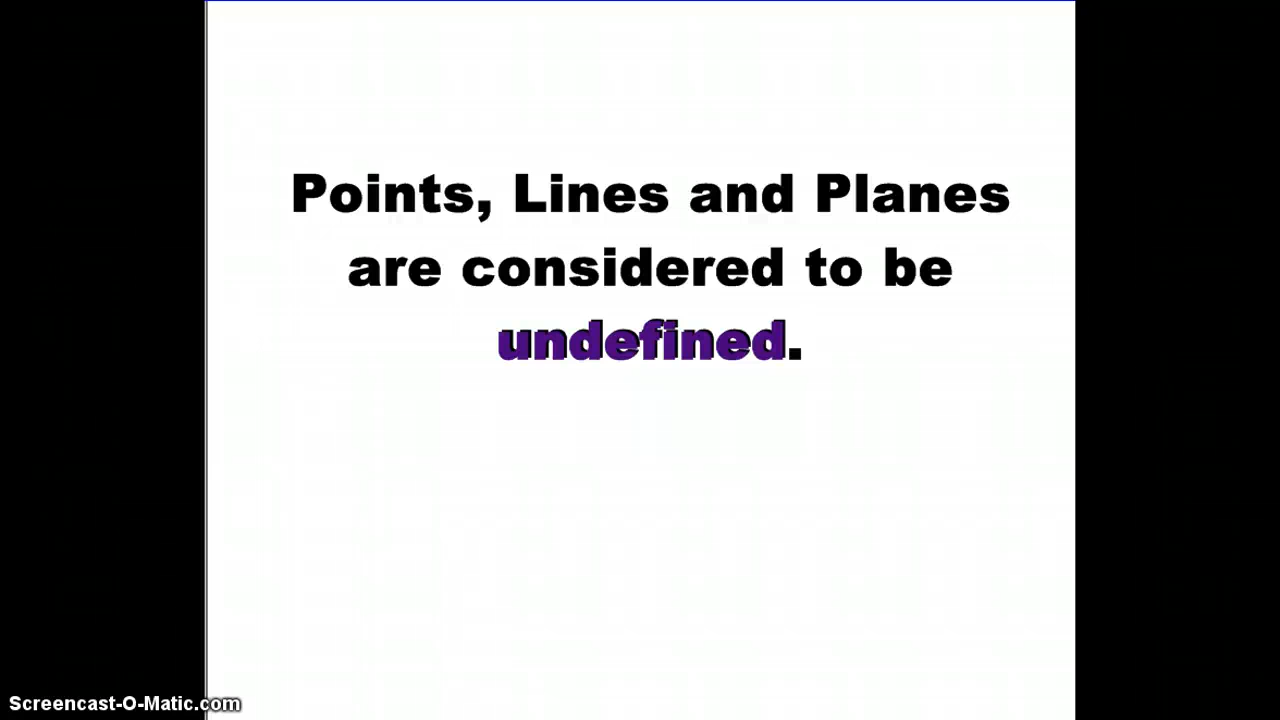 Points, Lines and Planes
are considered to be
undefined.
Screencast-O-Matic.com